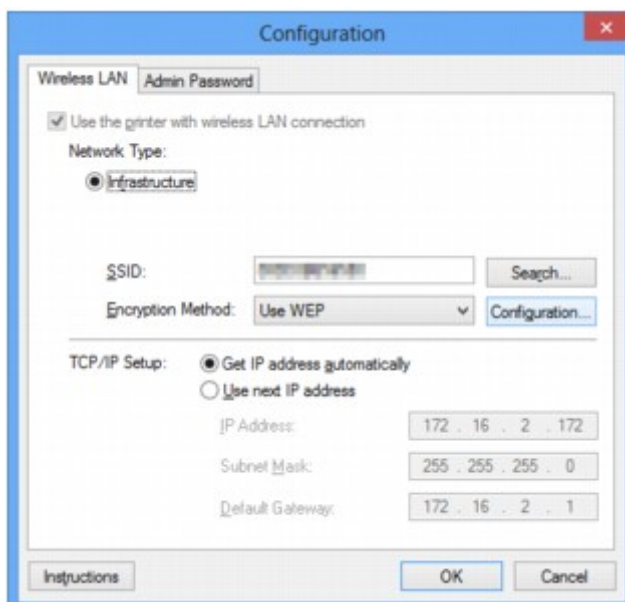 Configuration
Wireless LAN Admin Password
Use the printer with wireless LAN connection
Network Type:
Infrastructure
SSID: Search...
Encryption Method: Use WEP Configuration...
TCP/IP Setup: Get IP address automatically
Use next IP address
IP Address: 172 . 16 . 2 . 172
Subnet Mask: 255 . 255 . 255 . 0
Default Gateway: 172 . 16 . 2 . 1
Instructions OK Cancel